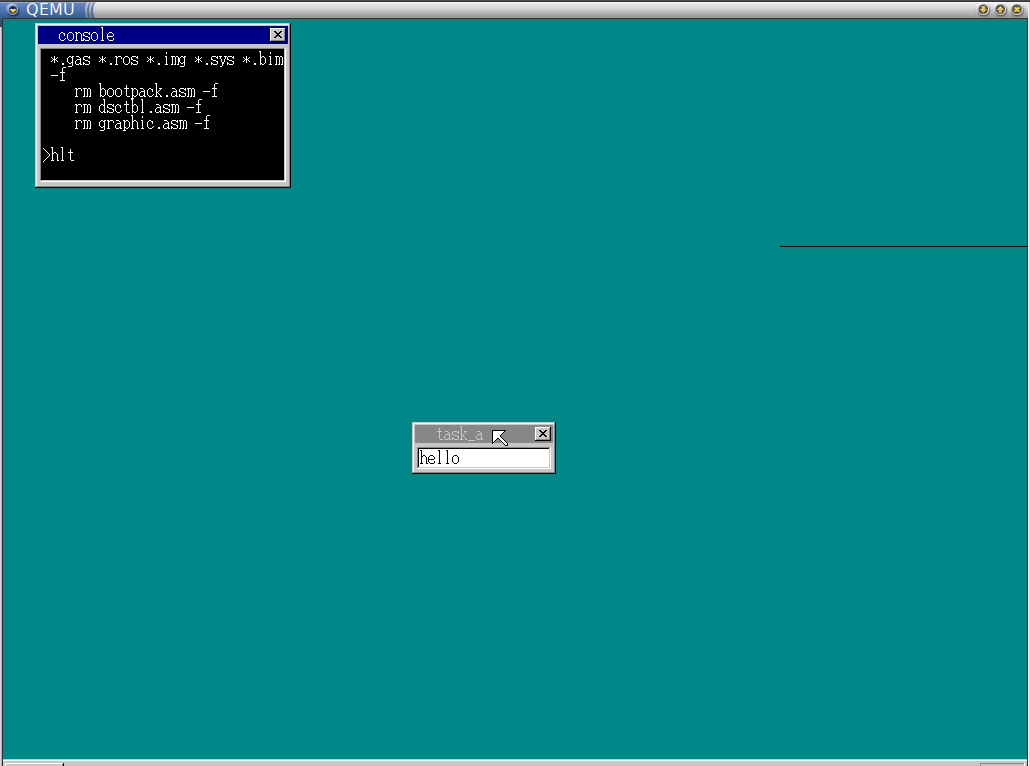 QEMU
console
*.gas *.ros *.img *.sys *.bim
-f
rm bootpack.asm -f
rm dsctbl.asm -f
rm graphic.asm -f
>hlt
task_a
hello